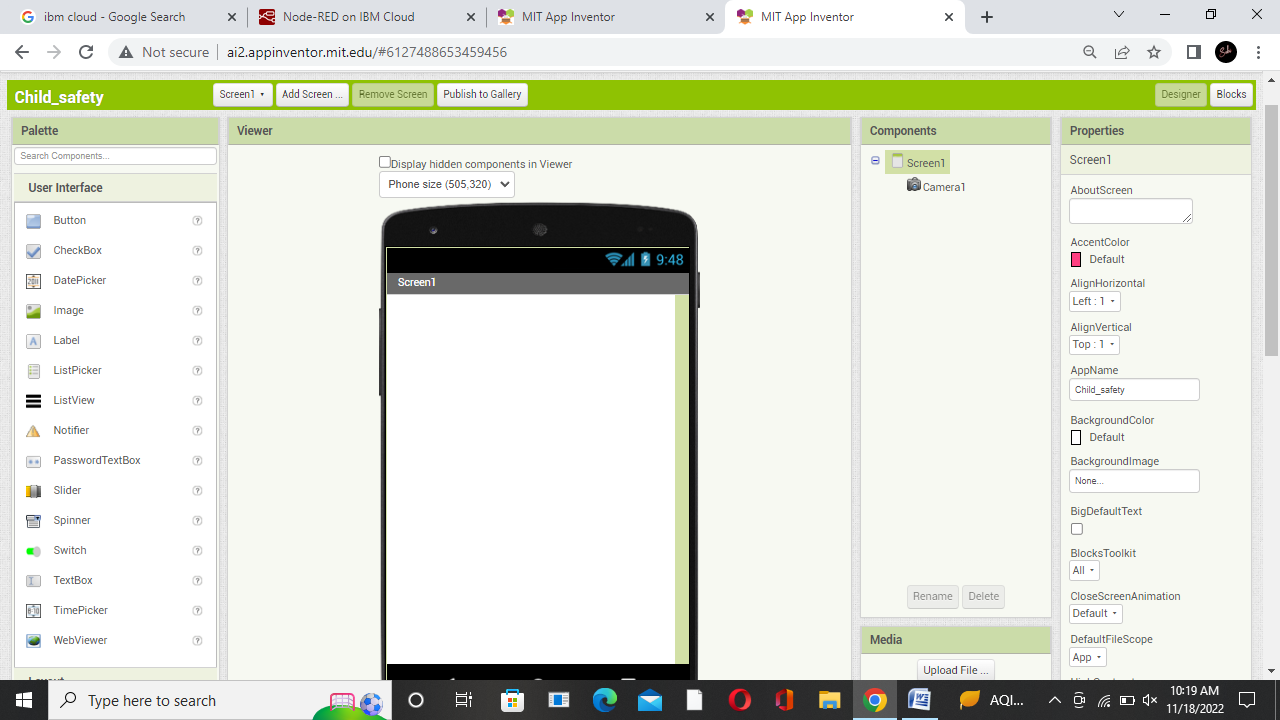 ibm cloud - Google Search
Node-RED on IBM Cloud
MIT App Inventor
MIT App Inventor
Not secure
ai2.appinventor.mit.edu/#6127488653459456
Child_safety
Screen1
Add Screen ...
Remove Screen
Publish to Gallery
Designer
Blocks
Palette
Search Components...
User Interface
Button
CheckBox
DatePicker
Image
Label
ListPicker
ListView
Notifier
PasswordTextBox
Slider
Spinner
Switch
TextBox
TimePicker
WebViewer
Viewer
Display hidden components in Viewer
Phone size (505,320)
9:48
Screen1
Components
Screen1
Camera1
Rename
Delete
Media
Upload File ...
Properties
Screen1
AboutScreen
AccentColor
Default
AlignHorizontal
Left : 1
AlignVertical
Top : 1
AppName
Child_safety
BackgroundColor
Default
BackgroundImage
None...
BigDefaultText
BlocksToolkit
All
CloseScreenAnimation
Default
DefaultFileScope
App
Type here to search
AQI...
10:19 AM
11/18/2022